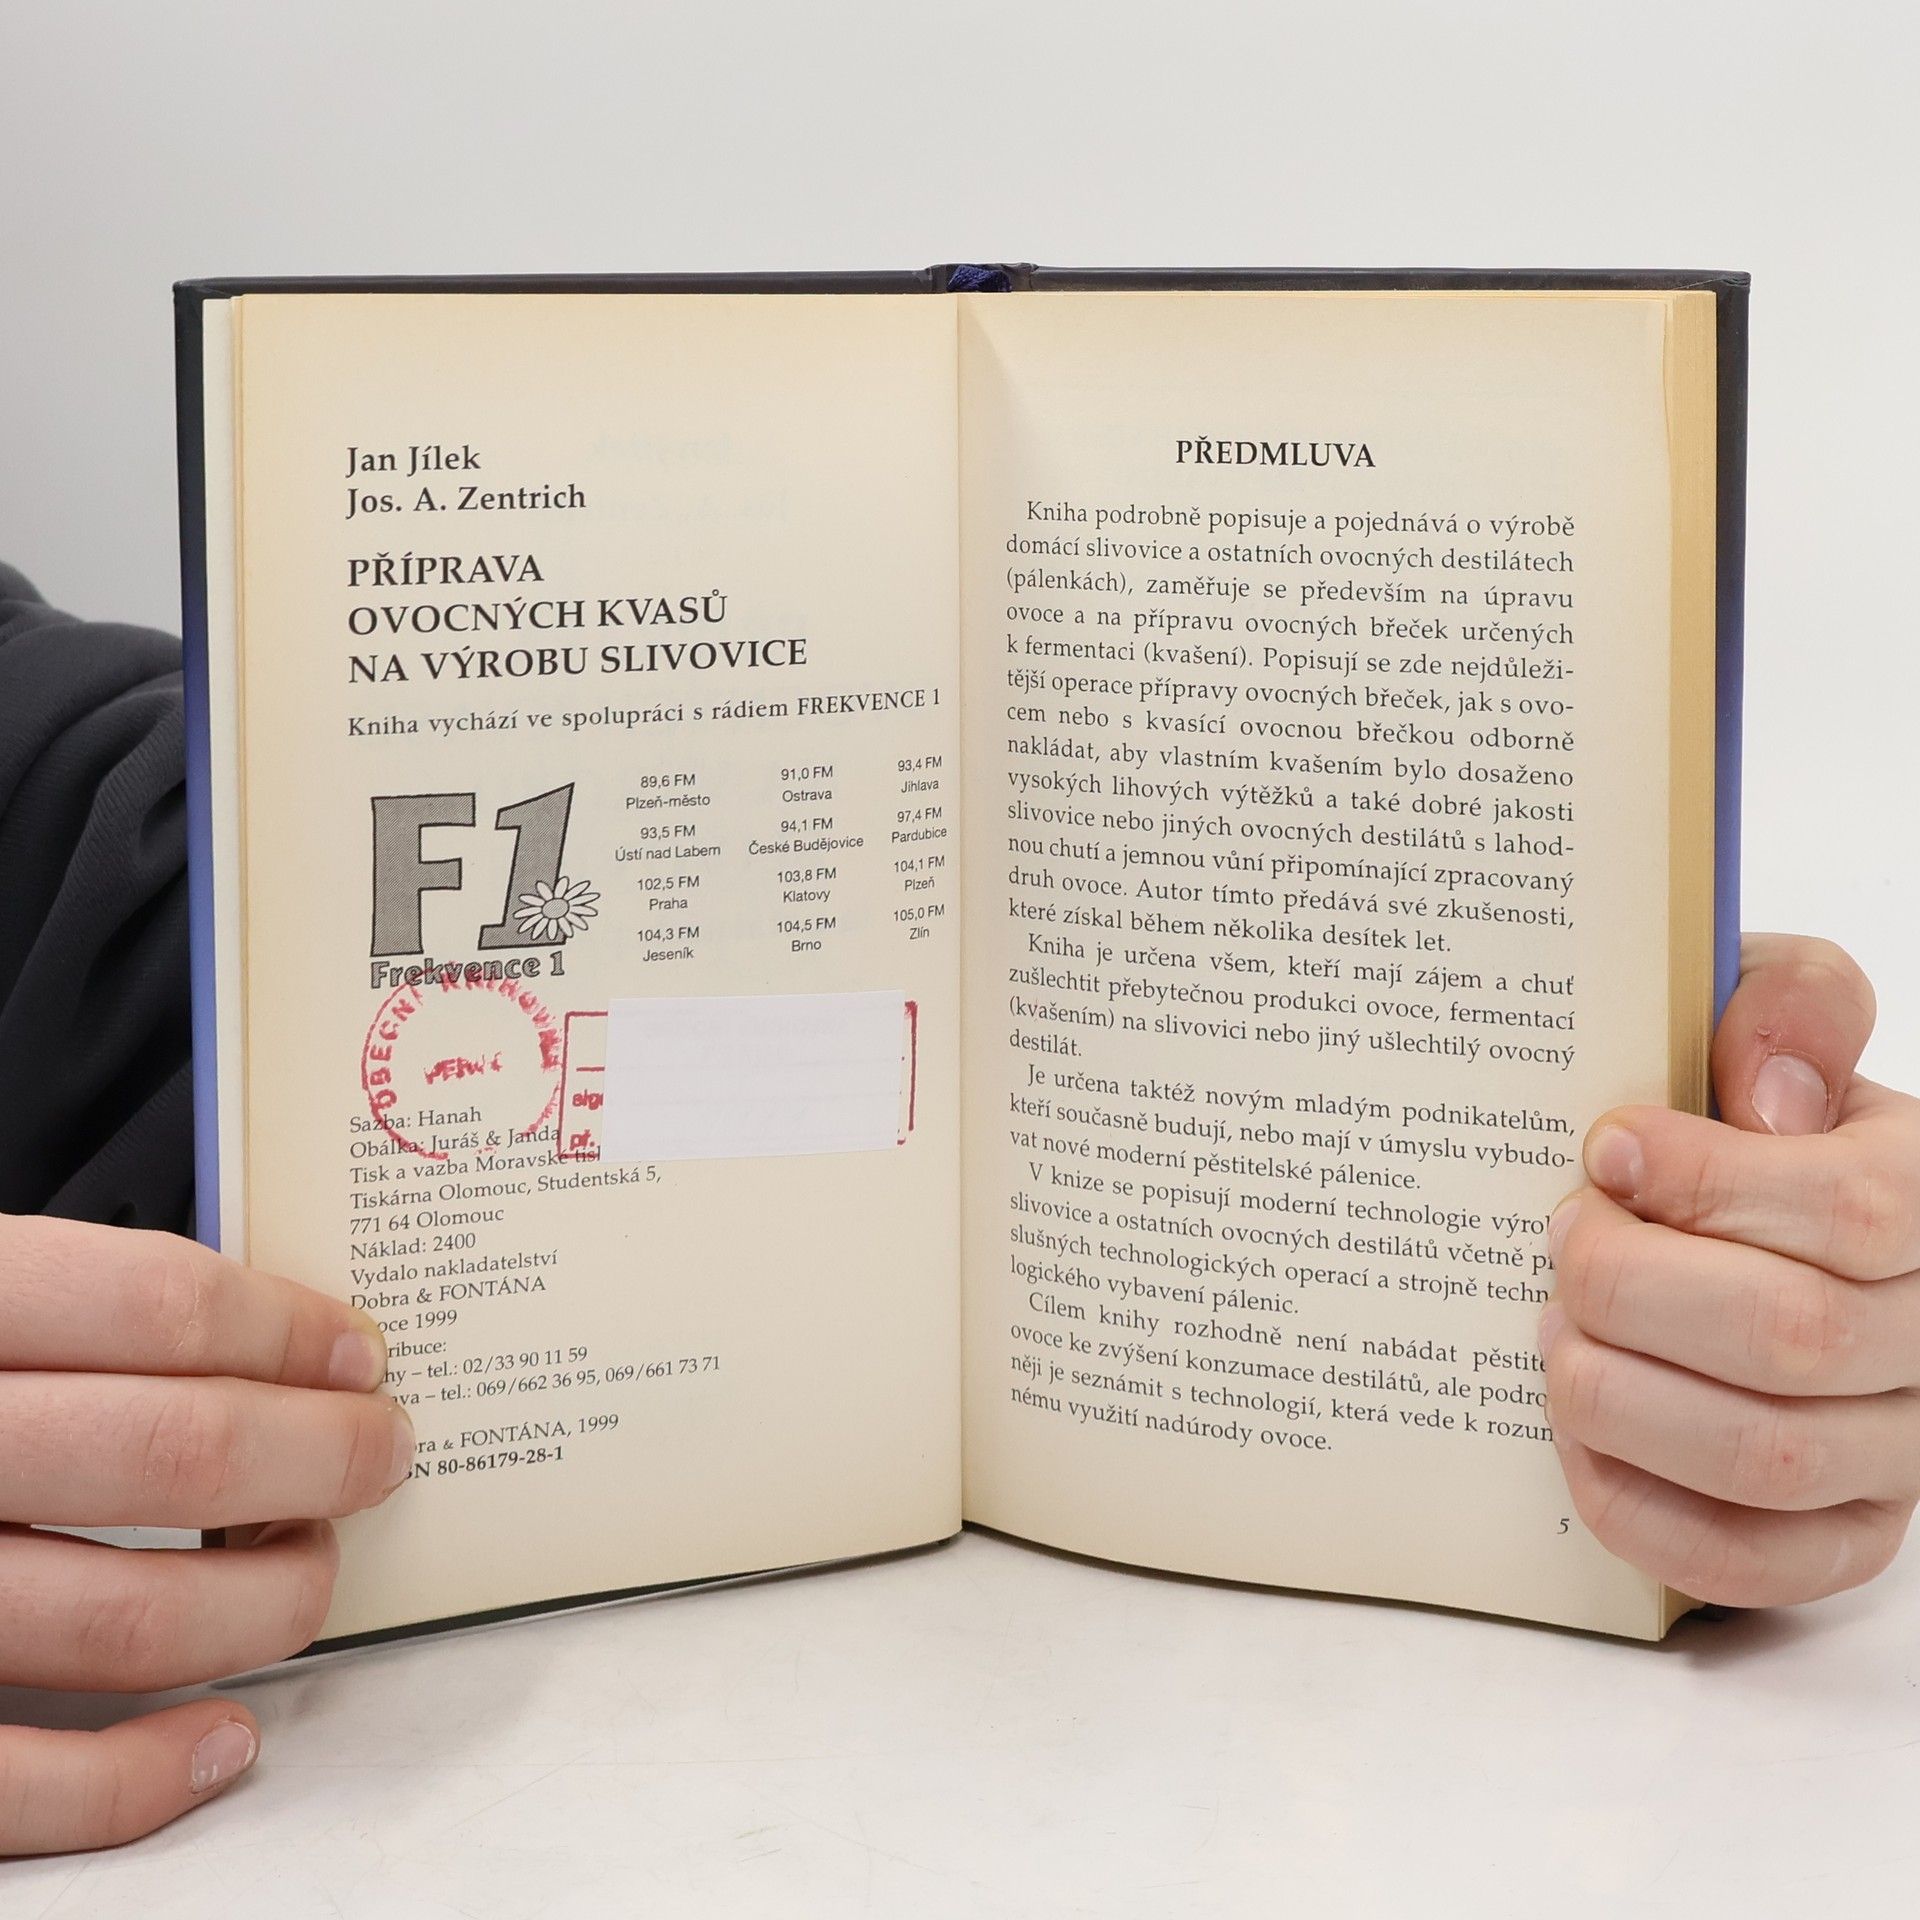 Jan Jílek
Jos. A. Zentrich
PŘÍPRAVA
OVOCNÝCH KVASŮ
NA VÝROBU SLIVOVICE
Kniha vychází ve spolupráci s rádiem FREKVENCE 1
F1
Frekvence 1
89,6 FM
Plzeň-město
93,5 FM
Ústí nad Labem
102,5 FM
Praha
104,3 FM
Jeseník
91,0 FM
Ostrava
94,1 FM
České Budějovice
103,8 FM
Klatovy
104,5 FM
Brno
93,4 FM
Jihlava
97,4 FM
Pardubice
104,1 FM
Plzeň
105,0 FM
Zlín
OBECNÍ KNIHOVNA
př.
Sazba: Hanah
Obálka: Juráš & Janda
Tisk a vazba Moravské
Tiskárna Olomouc, Studentská 5,
771 64 Olomouc
Náklad: 2400
Vydalo nakladatelství
Dobra & FONTÁNA
1999
tel.: 02/33 90 11 59
– tel.: 069/662 36 95, 069/661 73 71
& FONTÁNA, 1999
80-86179-28-1
PŘEDMLUVA
Kniha podrobně popisuje a pojednává o výrobě
domácí slivovice a ostatních ovocných destilátech
(pálenkách), zaměřuje se především na úpravu
ovoce a na přípravu ovocných břeček určených
k fermentaci (kvašení). Popisují se zde nejdůleži-
tější operace přípravy ovocných břeček, jak s ovo-
cem nebo s kvasící ovocnou břečkou odborně
nakládat, aby vlastním kvašením bylo dosaženo
vysokých lihových výtěžků a také dobré jakosti
slivovice nebo jiných ovocných destilátů s lahod-
nou chutí a jemnou vůní připomínající zpracovaný
druh ovoce. Autor tímto předává své zkušenosti,
které získal během několika desítek let.
Kniha je určena všem, kteří mají zájem a chuť
zušlechtit přebytečnou produkci ovoce, fermentací
(kvašením) na slivovici nebo jiný ušlechtilý ovocný
destilát.
Je určena taktéž novým mladým podnikatelům,
kteří současně budují, nebo mají v úmyslu vybudo-
vat nové moderní pěstitelské pálenice.
V knize se popisují moderní technologie
slivovice a ostatních ovocných destilátů včetně
slušných technologických operací a strojně techn
logického vybavení pálenic.
Cílem knihy rozhodně není nabádat pěstit
ovoce ke zvýšení konzumace destilátů, ale podro
něji je seznámit s technologií, která vede k rozum
nému využití nadúrody ovoce.
5